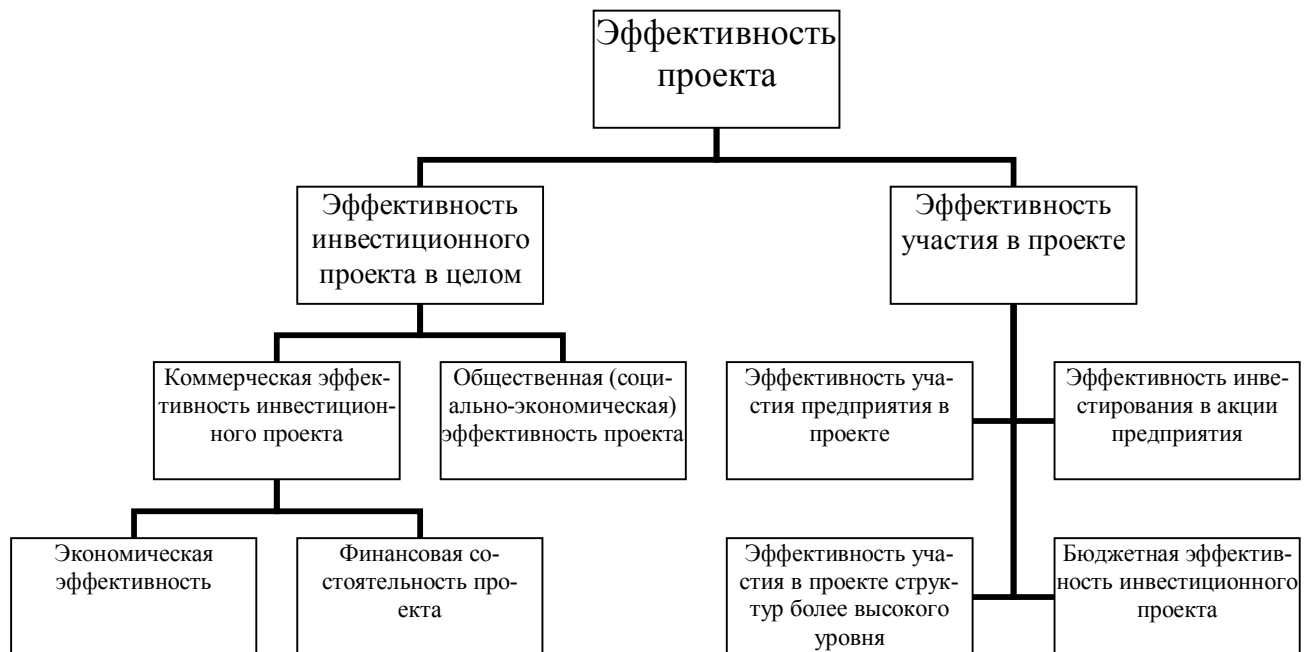 Эффективность
проекта
Эффективность
инвестиционного
проекта в целом
Эффективность
участия в проекте
Коммерческая эффек-
тивность инвестицион-
ного проекта
Общественная (соци-
ально-экономическая)
эффективность проекта
Эффективность уча-
стия предприятия в
проекте
Эффективность инве-
стирования в акции
предприятия
Экономическая
эффективность
Финансовая со-
стоятельность про-
екта
Эффективность уча-
стия в проекте струк-
тур более высокого
уровня
Бюджетная эффектив-
ность инвестиционного
проекта